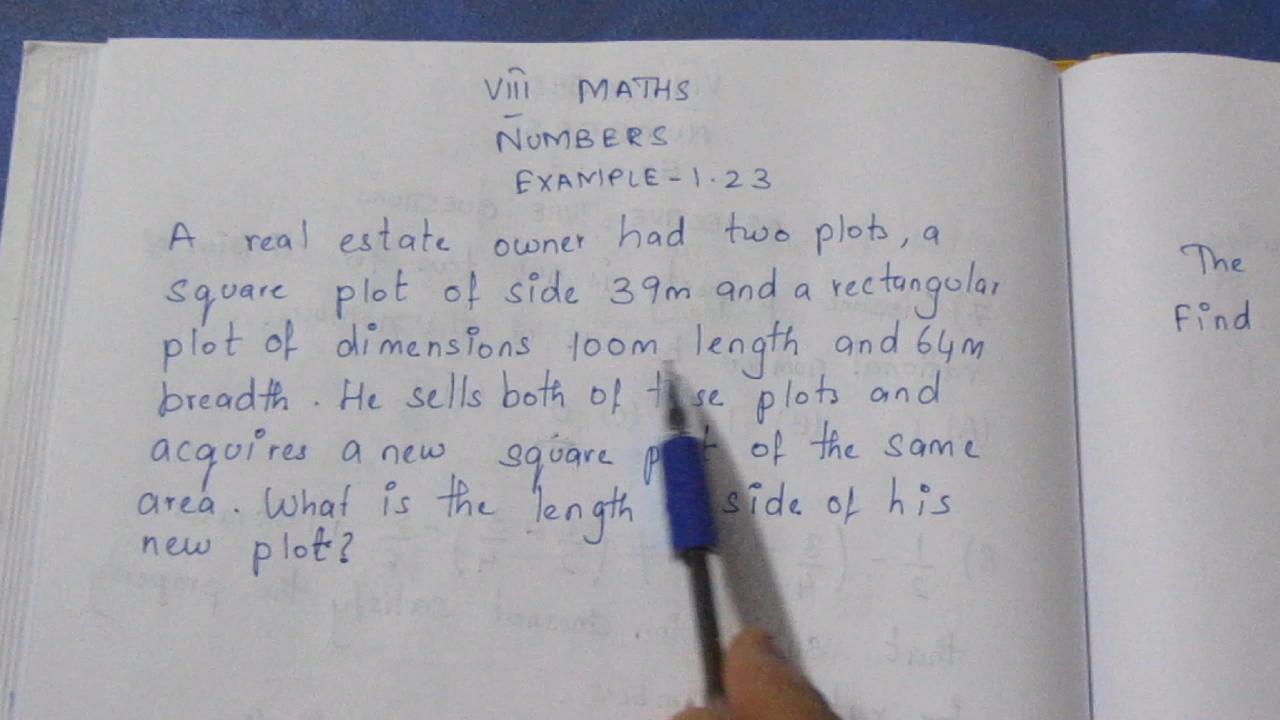 VIII MATHS
NUMBERS
EXAMPLE-1.23
A real estate owner had two plots, a
square plot of side 39m and a rectangular
plot of dimensions 100m length and 64m
breadth. He sells both of these plots and
acquires a new square plot of the same
area. What is the length side of his
new plot?
The
Find